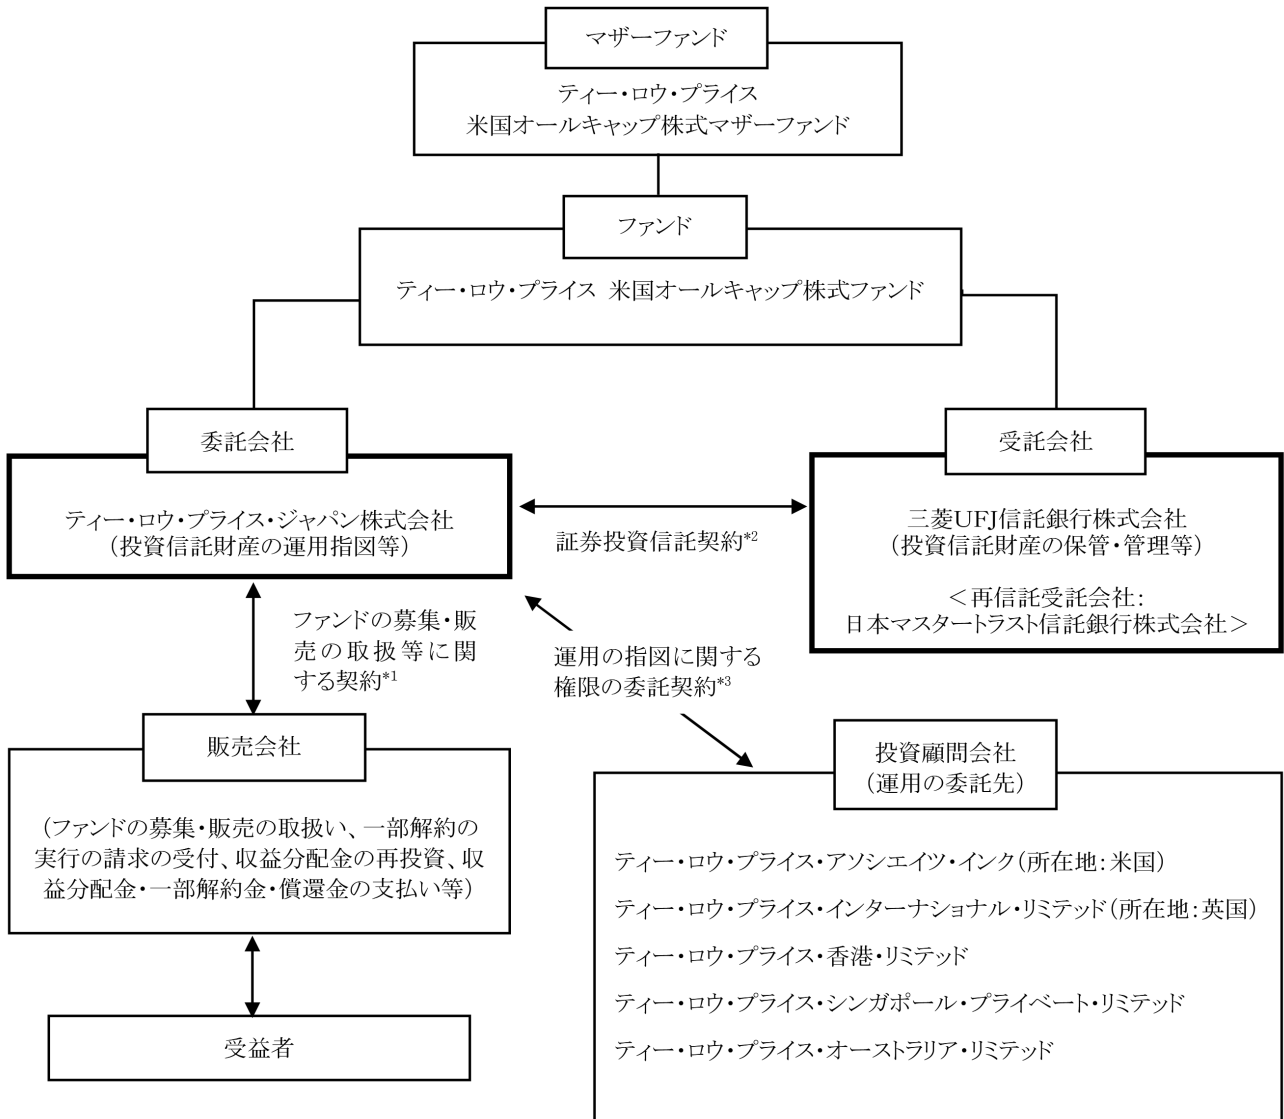 マザーファンド
ティー・ロウ・プライス
米国オールキャップ株式マザーファンド
ファンド
ティー・ロウ・プライス 米国オールキャップ株式ファンド
委託会社
ティー・ロウ・プライス・ジャパン株式会社
（投資信託財産の運用指図等）
証券投資信託契約*2
受託会社
三菱UFJ信託銀行株式会社
（投資信託財産の保管・管理等）
＜再信託受託会社：
日本マスタートラスト信託銀行株式会社＞
ファンドの募集・販
売の取扱等に関
する契約*1
運用の指図に関する
権限の委託契約*3
販売会社
（ファンドの募集・販売の取扱い、一部解約の
実行の請求の受付、収益分配金の再投資、収
益分配金・一部解約金・償還金の支払い等）
受益者
投資顧問会社
（運用の委託先）
ティー・ロウ・プライス・アソシエイツ・インク（所在地：米国）
ティー・ロウ・プライス・インターナショナル・リミテッド（所在地：英国）
ティー・ロウ・プライス・香港・リミテッド
ティー・ロウ・プライス・シンガポール・プライベート・リミテッド
ティー・ロウ・プライス・オーストラリア・リミテッド